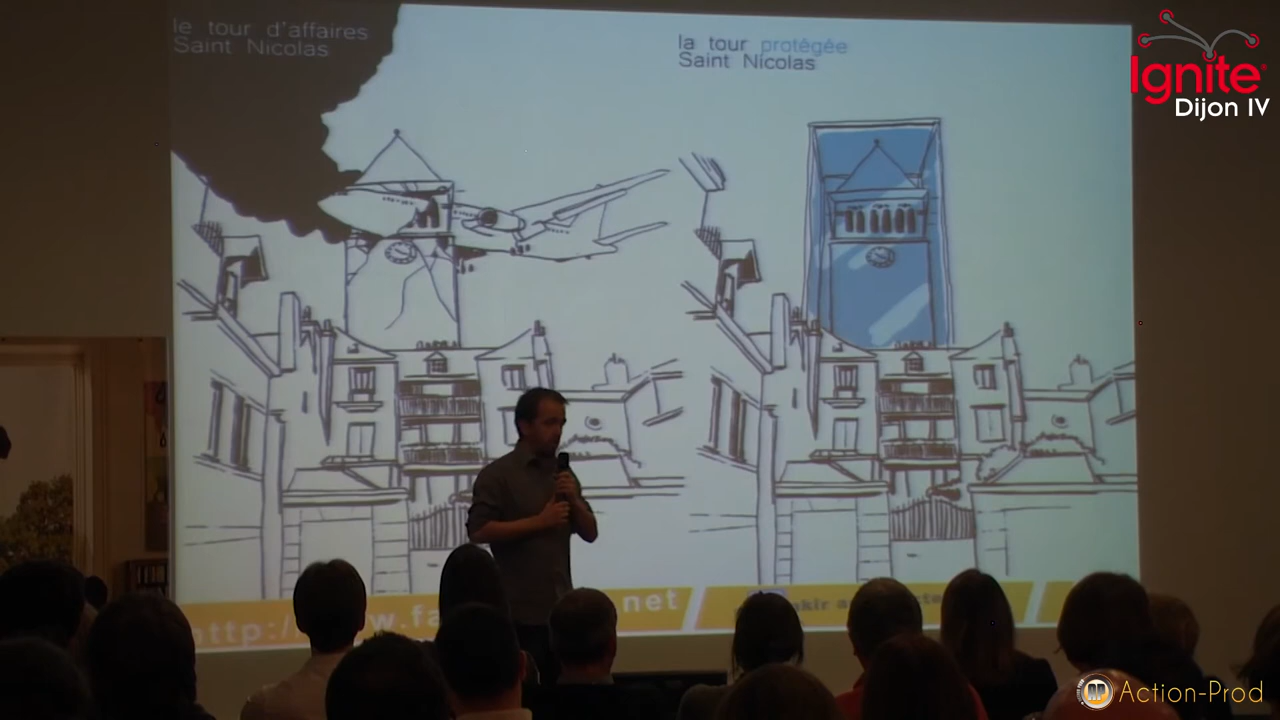 le tour d'affaires
Saint Nicolas
la tour protégée
Saint Nicolas
Ignite
Dijon IV
net
Action-Prod